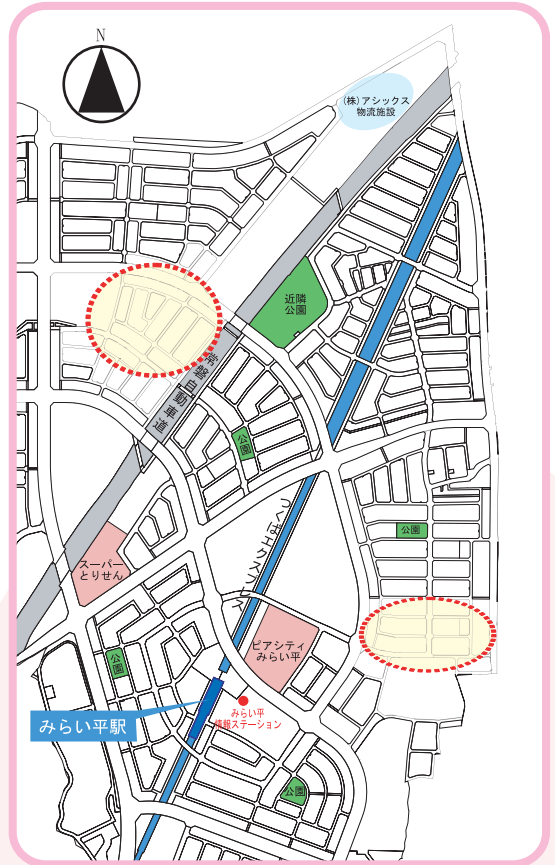 N
(株)アシックス
物流施設
近隣
公園
常磐自動車道
公園
つくばエクスプレス
公園
スーパー
とりせん
ピアシティ
みらい平
公園
みらい平
情報ステーション
みらい平駅
公園